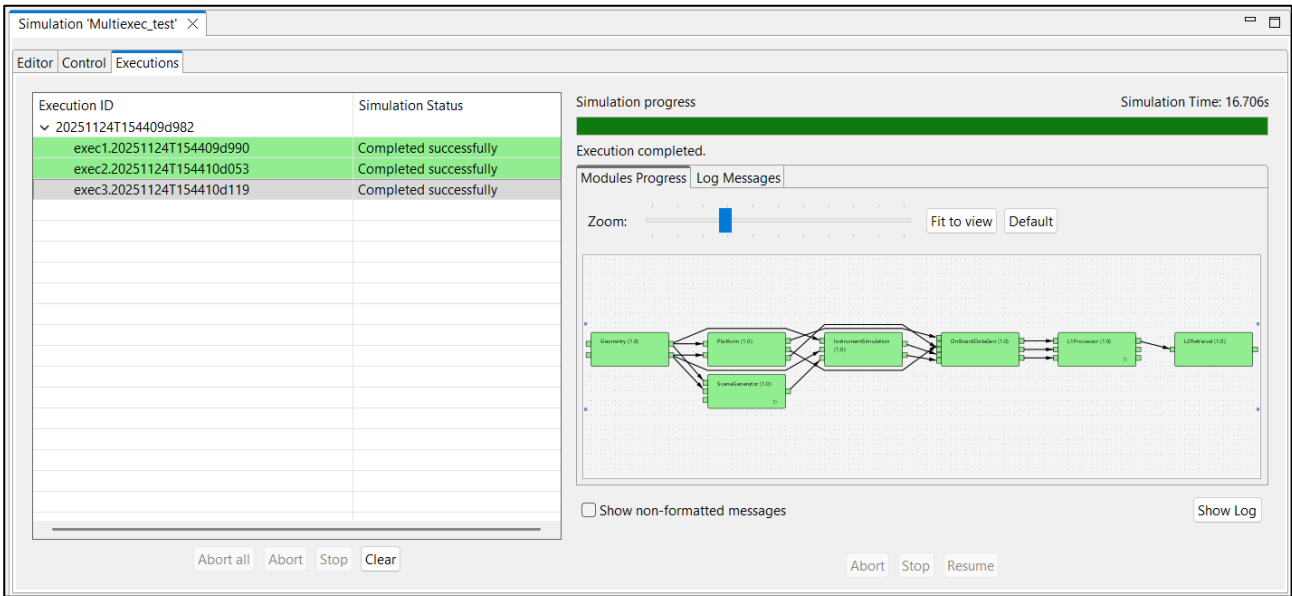 Simulation 'Multiexec_test'
Editor Control Executions
Execution ID Simulation Status
20251124T154409d982
exec1.20251124T154409d990 Completed successfully
exec2.20251124T154410d053 Completed successfully
exec3.20251124T154410d119 Completed successfully
Abort all Abort Stop Clear
Simulation progress Simulation Time: 16.706s
Execution completed.
Modules Progress Log Messages
Zoom: Fit to view Default
Geometry (1.0)
Platform (1.0)
InstrumentSimulation
(1.0)
OnBoardDataGen (1.0)
L1Processor (1.0)
L2Retrieval (1.0)
SceneGenerator (1.0)
Show non-formatted messages Show Log
Abort Stop Resume